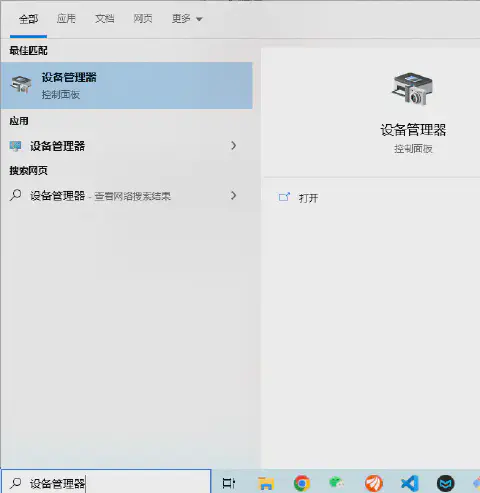 全部 应用 文档 网页 更多
最佳匹配
设备管理器
控制面板
应用
设备管理器
搜索网页
设备管理器 - 查看网络搜索结果
设备管理器
控制面板
打开
设备管理器